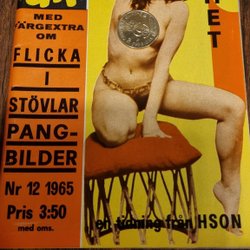 MED
FÄRGEXTRA
OM
FLICKA
I
STÖVLAR
PANG-
BILDER
Nr 12 1965
Pris 3:50
med oms.
HET
en tidning från HSON